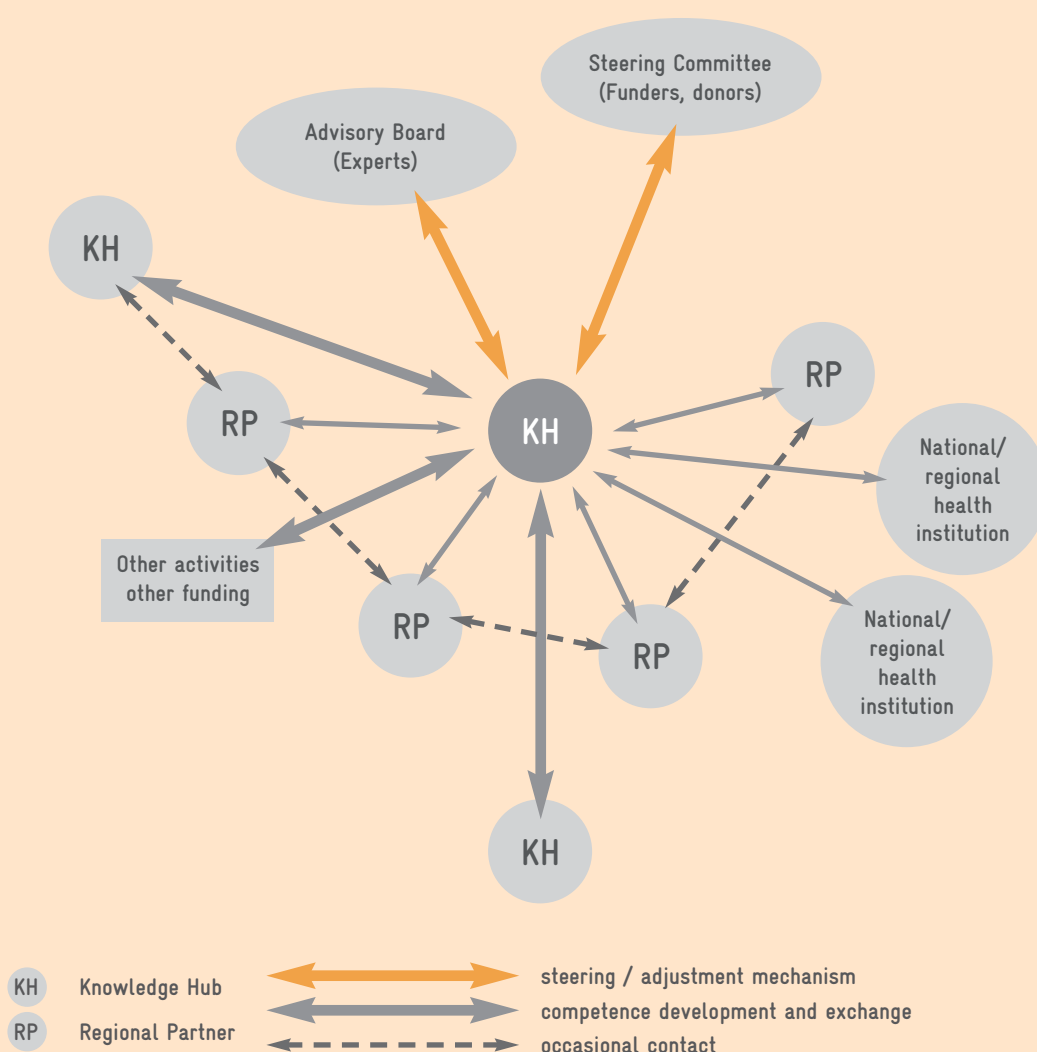 Steering Committee
(Funders, donors)
Advisory Board
(Experts)
KH
RP
KH
RP
National/
regional
health
institution
Other activities
other funding
RP
RP
National/
regional
health
institution
KH
KH Knowledge Hub
steering / adjustment mechanism
competence development and exchange
RP Regional Partner
occasional contact